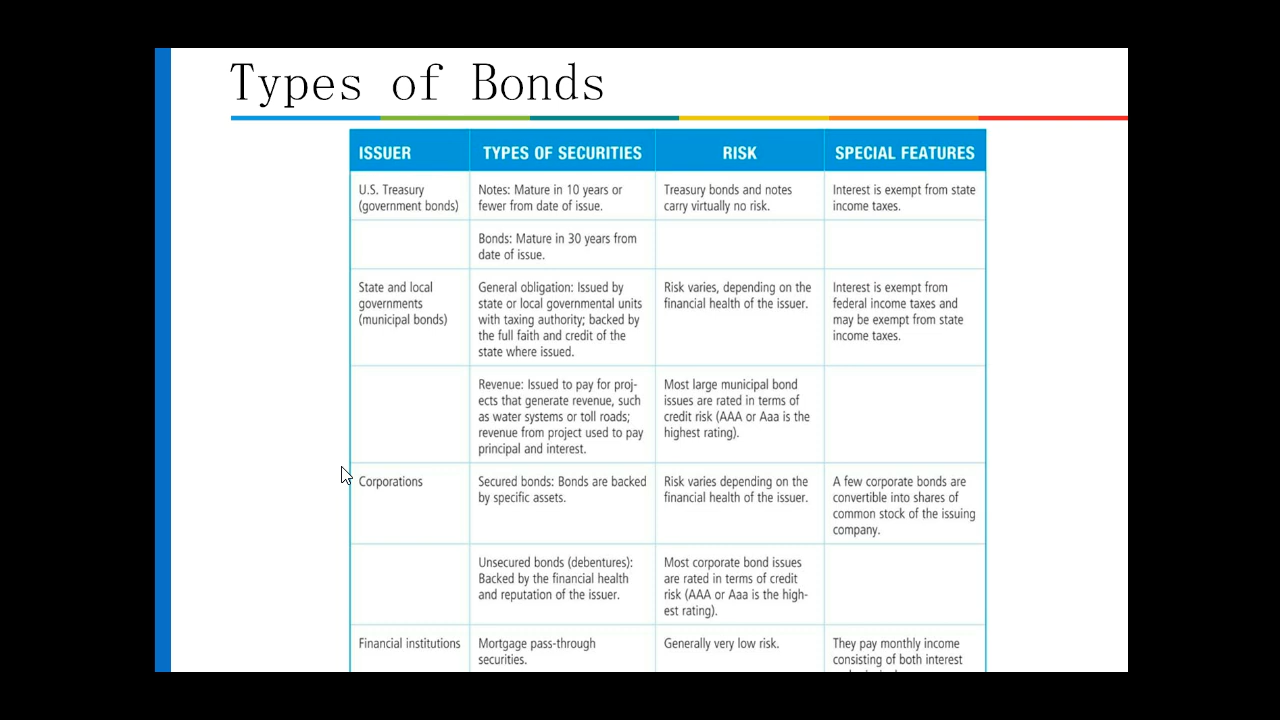 Types of Bonds
ISSUER TYPES OF SECURITIES RISK SPECIAL FEATURES
U.S. Treasury
(government bonds)
Notes: Mature in 10 years or
fewer from date of issue.
Treasury bonds and notes
carry virtually no risk.
Interest is exempt from state
income taxes.
Bonds: Mature in 30 years from
date of issue.
State and local
governments
(municipal bonds)
General obligation: Issued by
state or local governmental units
with taxing authority; backed by
the full faith and credit of the
state where issued.
Risk varies, depending on the
financial health of the issuer.
Interest is exempt from
federal income taxes and
may be exempt from state
income taxes.
Revenue: Issued to pay for proj-
ects that generate revenue, such
as water systems or toll roads;
revenue from project used to pay
principal and interest.
Most large municipal bond
issues are rated in terms of
credit risk (AAA or Aaa is the
highest rating).
Corporations
Secured bonds: Bonds are backed
by specific assets.
Risk varies depending on the
financial health of the issuer.
A few corporate bonds are
convertible into shares of
common stock of the issuing
company.
Unsecured bonds (debentures):
Backed by the financial health
and reputation of the issuer.
Most corporate bond issues
are rated in terms of credit
risk (AAA or Aaa is the high-
est rating).
Financial institutions
Mortgage pass-through
securities.
Generally very low risk.
They pay monthly income
consisting of both interest